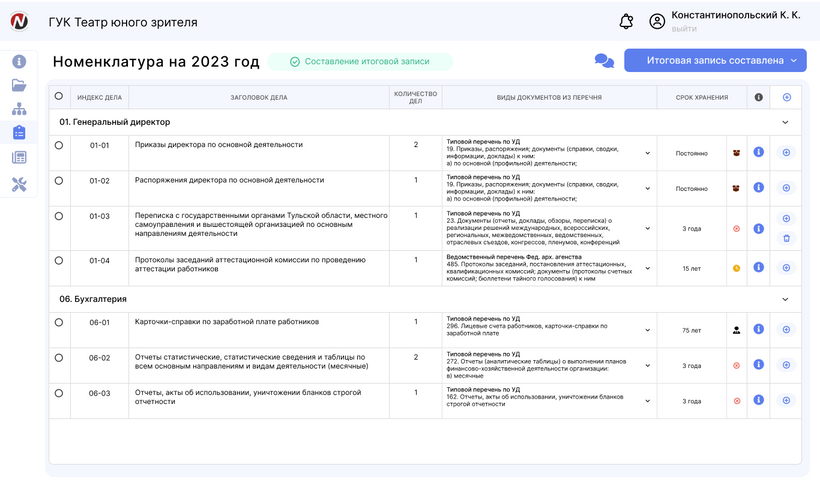 ГУК Театр юного зрителя
Константинопольский К. К.
выйти
Номенклатура на 2023 год
Составление итоговой записи
Итоговая запись составлена
ИНДЕКС ДЕЛА
ЗАГОЛОВОК ДЕЛА
КОЛИЧЕСТВО
ДЕЛ
ВИДЫ ДОКУМЕНТОВ ИЗ ПЕРЕЧНЯ
СРОК ХРАНЕНИЯ
01. Генеральный директор
01-01
Приказы директора по основной деятельности
2
Типовой перечень по УД
19. Приказы, распоряжения; документы (справки, сводки,
информации, доклады) к ним:
а) по основной (профильной) деятельности;
Постоянно
01-02
Распоряжения директора по основной деятельности
1
Типовой перечень по УД
19. Приказы, распоряжения; документы (справки, сводки,
информации, доклады) к ним:
а) по основной (профильной) деятельности;
Постоянно
01-03
Переписка с государственными органами Тульской области, местного
самоуправления и вышестоящей организацией по основным
направлениям деятельности
1
Типовой перечень по УД
23. Документы (отчеты, доклады, обзоры, переписка) о
реализации решений международных, всероссийских,
региональных, межведомственных, ведомственных,
отраслевых съездов, конгрессов, пленумов, конференций
3 года
01-04
Протоколы заседаний аттестационной комиссии по проведению
аттестации работников
1
Ведомственный перечень Фед. арх. агенства
485. Протоколы заседаний, постановления аттестационных,
квалификационных комиссий; документы (протоколы счетных
комиссий; бюллетени тайного голосования) к ним
15 лет
06. Бухгалтерия
06-01
Карточки-справки по заработной плате работников
1
Типовой перечень по УД
296. Лицевые счета работников, карточки-справки по
заработной плате
75 лет
06-02
Отчеты статистические, статистические сведения и таблицы по
всем основным направлениям и видам деятельности (месячные)
2
Типовой перечень по УД
272. Отчеты (аналитические таблицы) о выполнении планов
финансово-хозяйственной деятельности организации:
в) месячные
3 года
06-03
Отчеты, акты об использовании, уничтожении бланков строгой
отчетности
1
Типовой перечень по УД
162. Отчеты, акты об использовании, уничтожении бланков
строгой отчетности
3 года